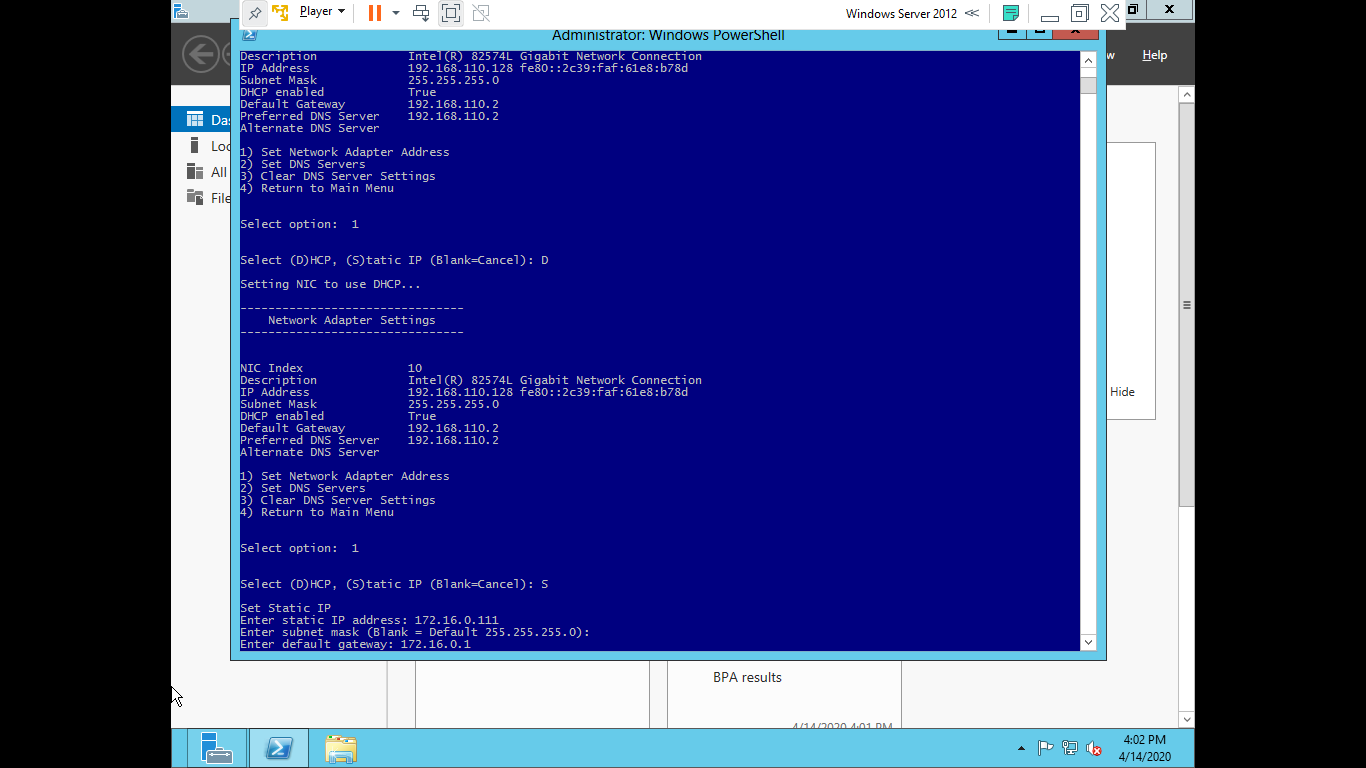 Player
Windows Server 2012
Administrator: Windows PowerShell
Help
Description Intel(R) 82574L Gigabit Network Connection
IP Address 192.168.110.128 fe80::2c39:faf:61e8:b78d
Subnet Mask 255.255.255.0
DHCP enabled True
Default Gateway 192.168.110.2
Preferred DNS Server 192.168.110.2
Alternate DNS Server
1) Set Network Adapter Address
2) Set DNS Servers
3) Clear DNS Server Settings
4) Return to Main Menu
Select option: 1
Select (D)HCP, (S)tatic IP (Blank=Cancel): D
Setting NIC to use DHCP...
--------------------------------
Network Adapter Settings
--------------------------------
NIC Index 10
Description Intel(R) 82574L Gigabit Network Connection
IP Address 192.168.110.128 fe80::2c39:faf:61e8:b78d
Subnet Mask 255.255.255.0
DHCP enabled True
Default Gateway 192.168.110.2
Preferred DNS Server 192.168.110.2
Alternate DNS Server
1) Set Network Adapter Address
2) Set DNS Servers
3) Clear DNS Server Settings
4) Return to Main Menu
Select option: 1
Select (D)HCP, (S)tatic IP (Blank=Cancel): S
Set Static IP
Enter static IP address: 172.16.0.111
Enter subnet mask (Blank = Default 255.255.255.0):
Enter default gateway: 172.16.0.1
Das
Loc
All
File
Hide
BPA results
4/14/2020 4:01 PM
4:02 PM
4/14/2020